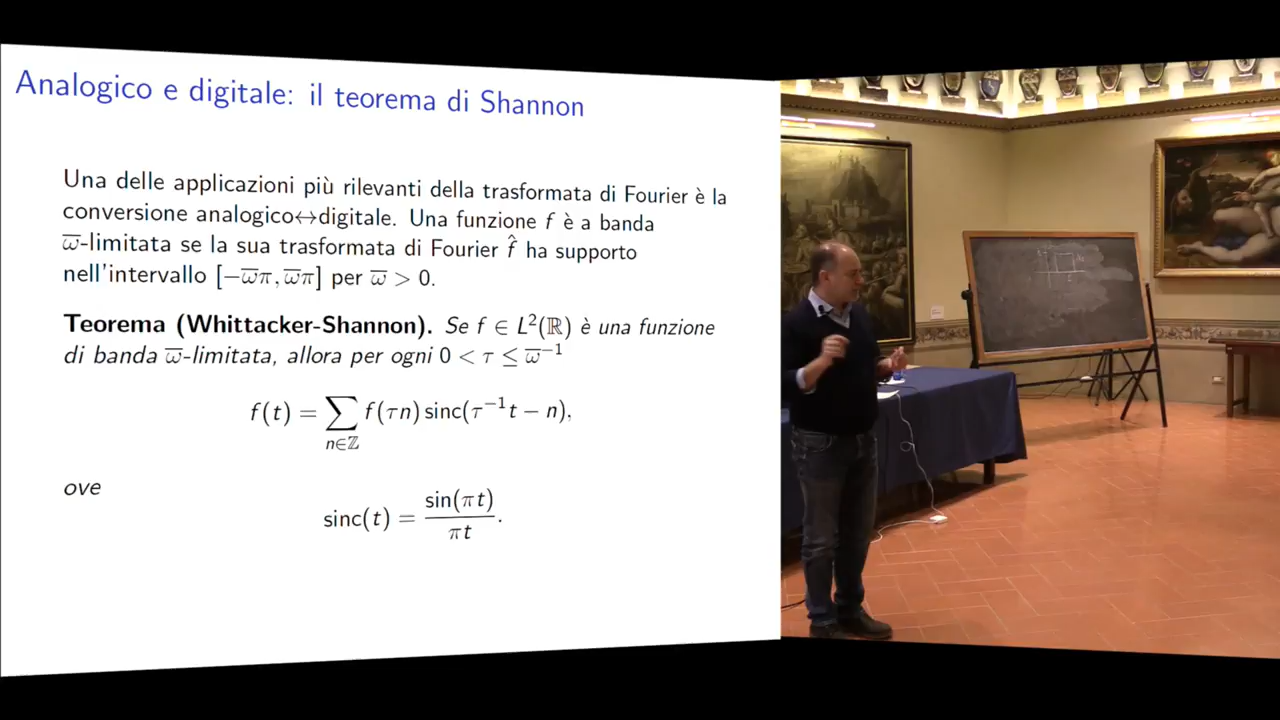 Analogico e digitale: il teorema di Shannon
Una delle applicazioni più rilevanti della trasformata di Fourier è la
conversione analogico↔digitale. Una funzione f è a banda
ω̅-limitata se la sua trasformata di Fourier f̂ ha supporto
nell'intervallo [−ω̅π, ω̅π] per ω̅ > 0.
Teorema (Whittacker-Shannon). Se f ∈ L²(ℝ) è una funzione
di banda ω̅-limitata, allora per ogni 0 < τ ≤ ω̅⁻¹
f(t) = ∑_{n∈ℤ} f(τn) sinc(τ⁻¹t − n),
ove
sinc(t) = sin(πt) / πt.